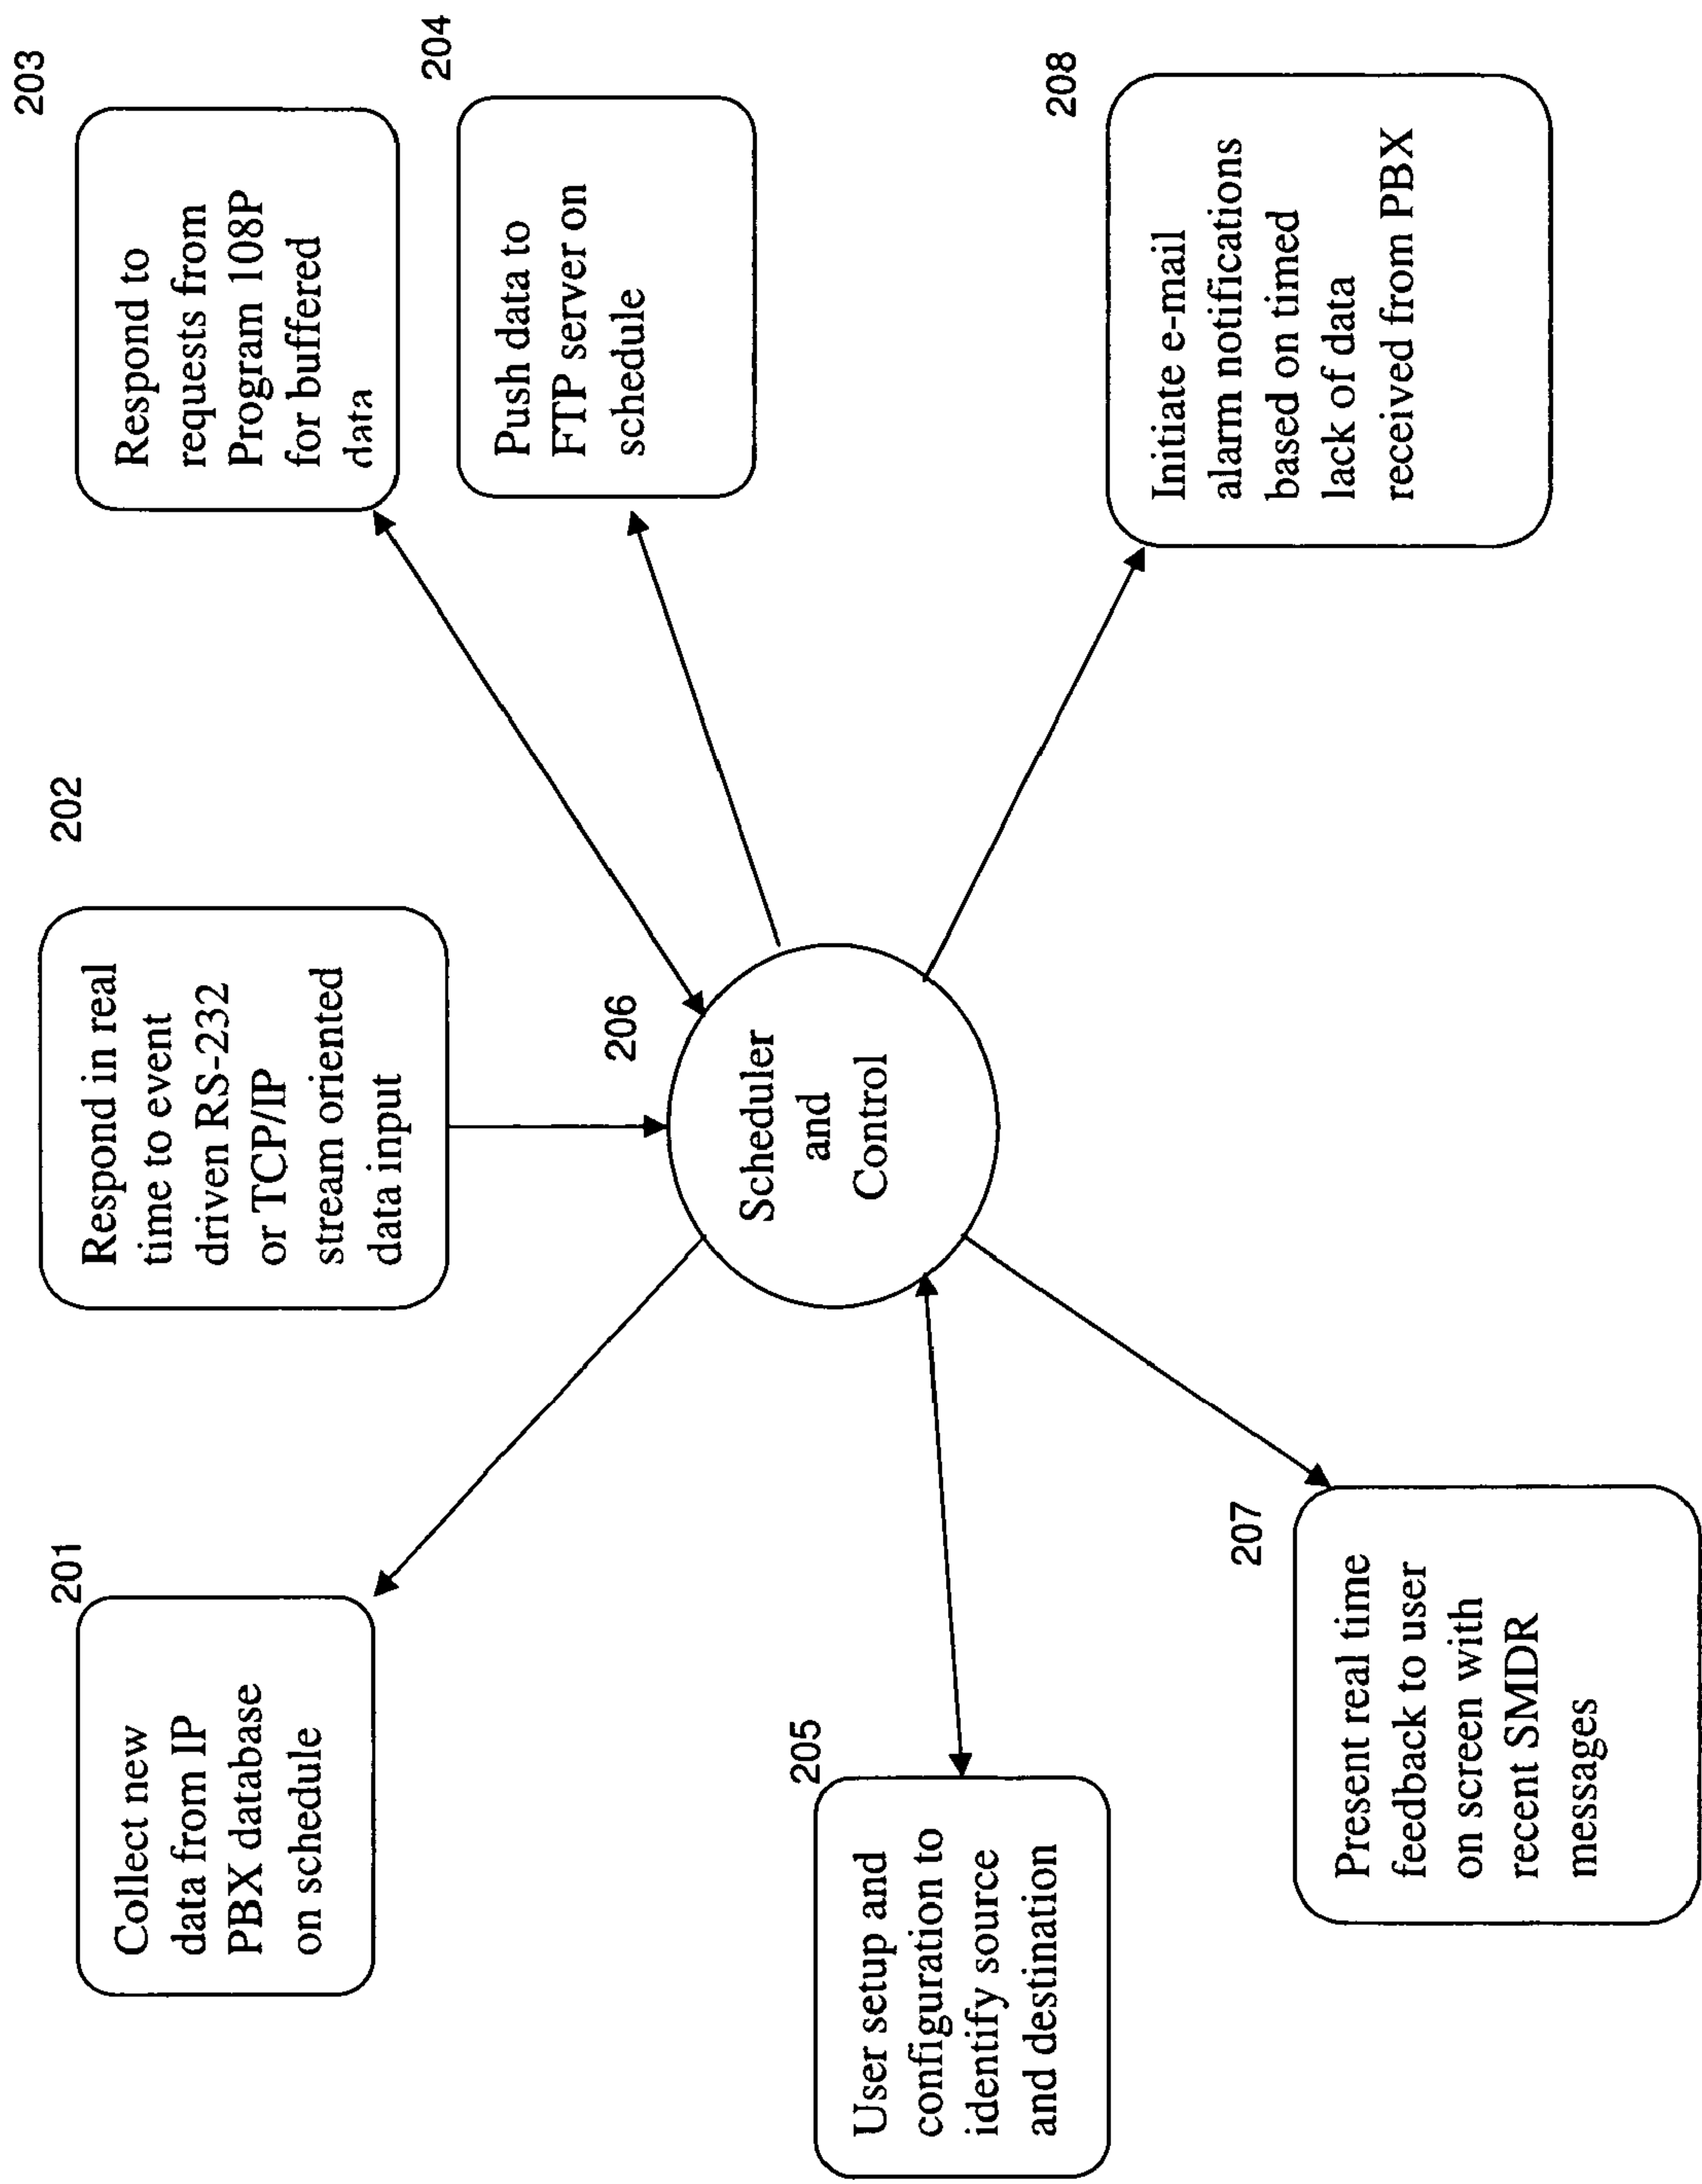 201
Collect new
data from IP
PBX database
on schedule
202
Respond in real
time to event
driven RS-232
or TCP/IP
stream oriented
data input
203
Respond to
requests from
Program 108P
for buffered
data
204
Push data to
FTP server on
schedule
205
User setup and
configuration to
identify source
and destination
206
Scheduler
and
Control
207
Present real time
feedback to user
on screen with
recent SMDR
messages
208
Initiate e-mail
alarm notifications
based on timed
lack of data
received from PBX